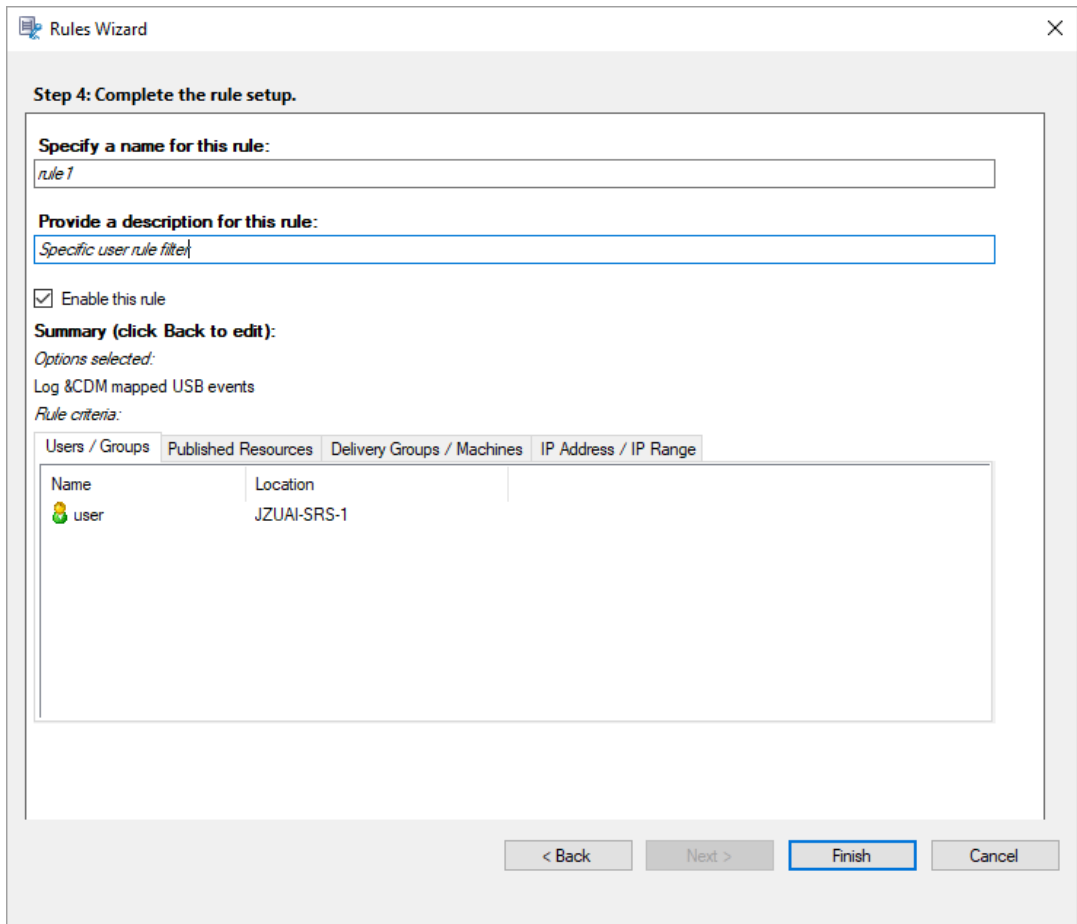 Rules Wizard
Step 4: Complete the rule setup.
Specify a name for this rule:
rule1
Provide a description for this rule:
Specific user rule filter
Enable this rule
Summary (click Back to edit):
Options selected:
Log &CDM mapped USB events
Rule criteria:
Users / Groups Published Resources Delivery Groups / Machines IP Address / IP Range
Name Location
user JZUAI-SRS-1
< Back Next > Finish Cancel